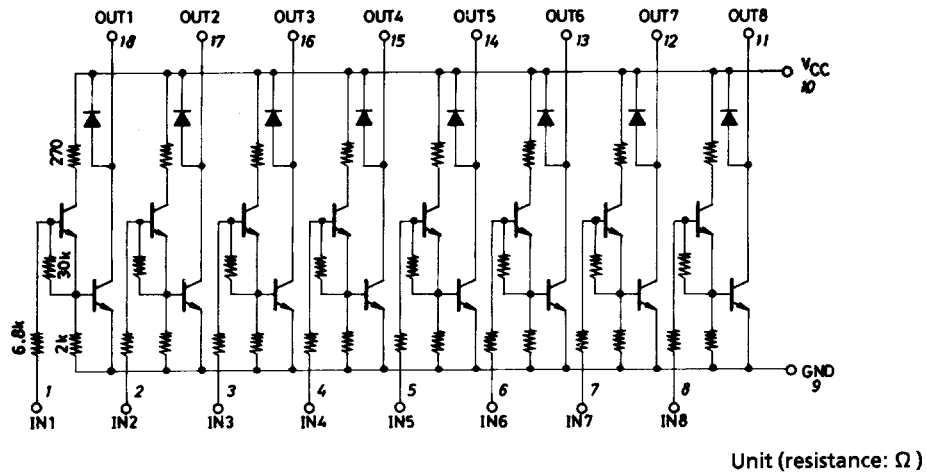 OUT1 OUT2 OUT3 OUT4 OUT5 OUT6 OUT7 OUT8
18 17 16 15 14 13 12 11
VCC
10
270
30k
6.8k 2k
GND
9
1 2 3 4 5 6 7 8
IN1 IN2 IN3 IN4 IN5 IN6 IN7 IN8
Unit (resistance: Ω )